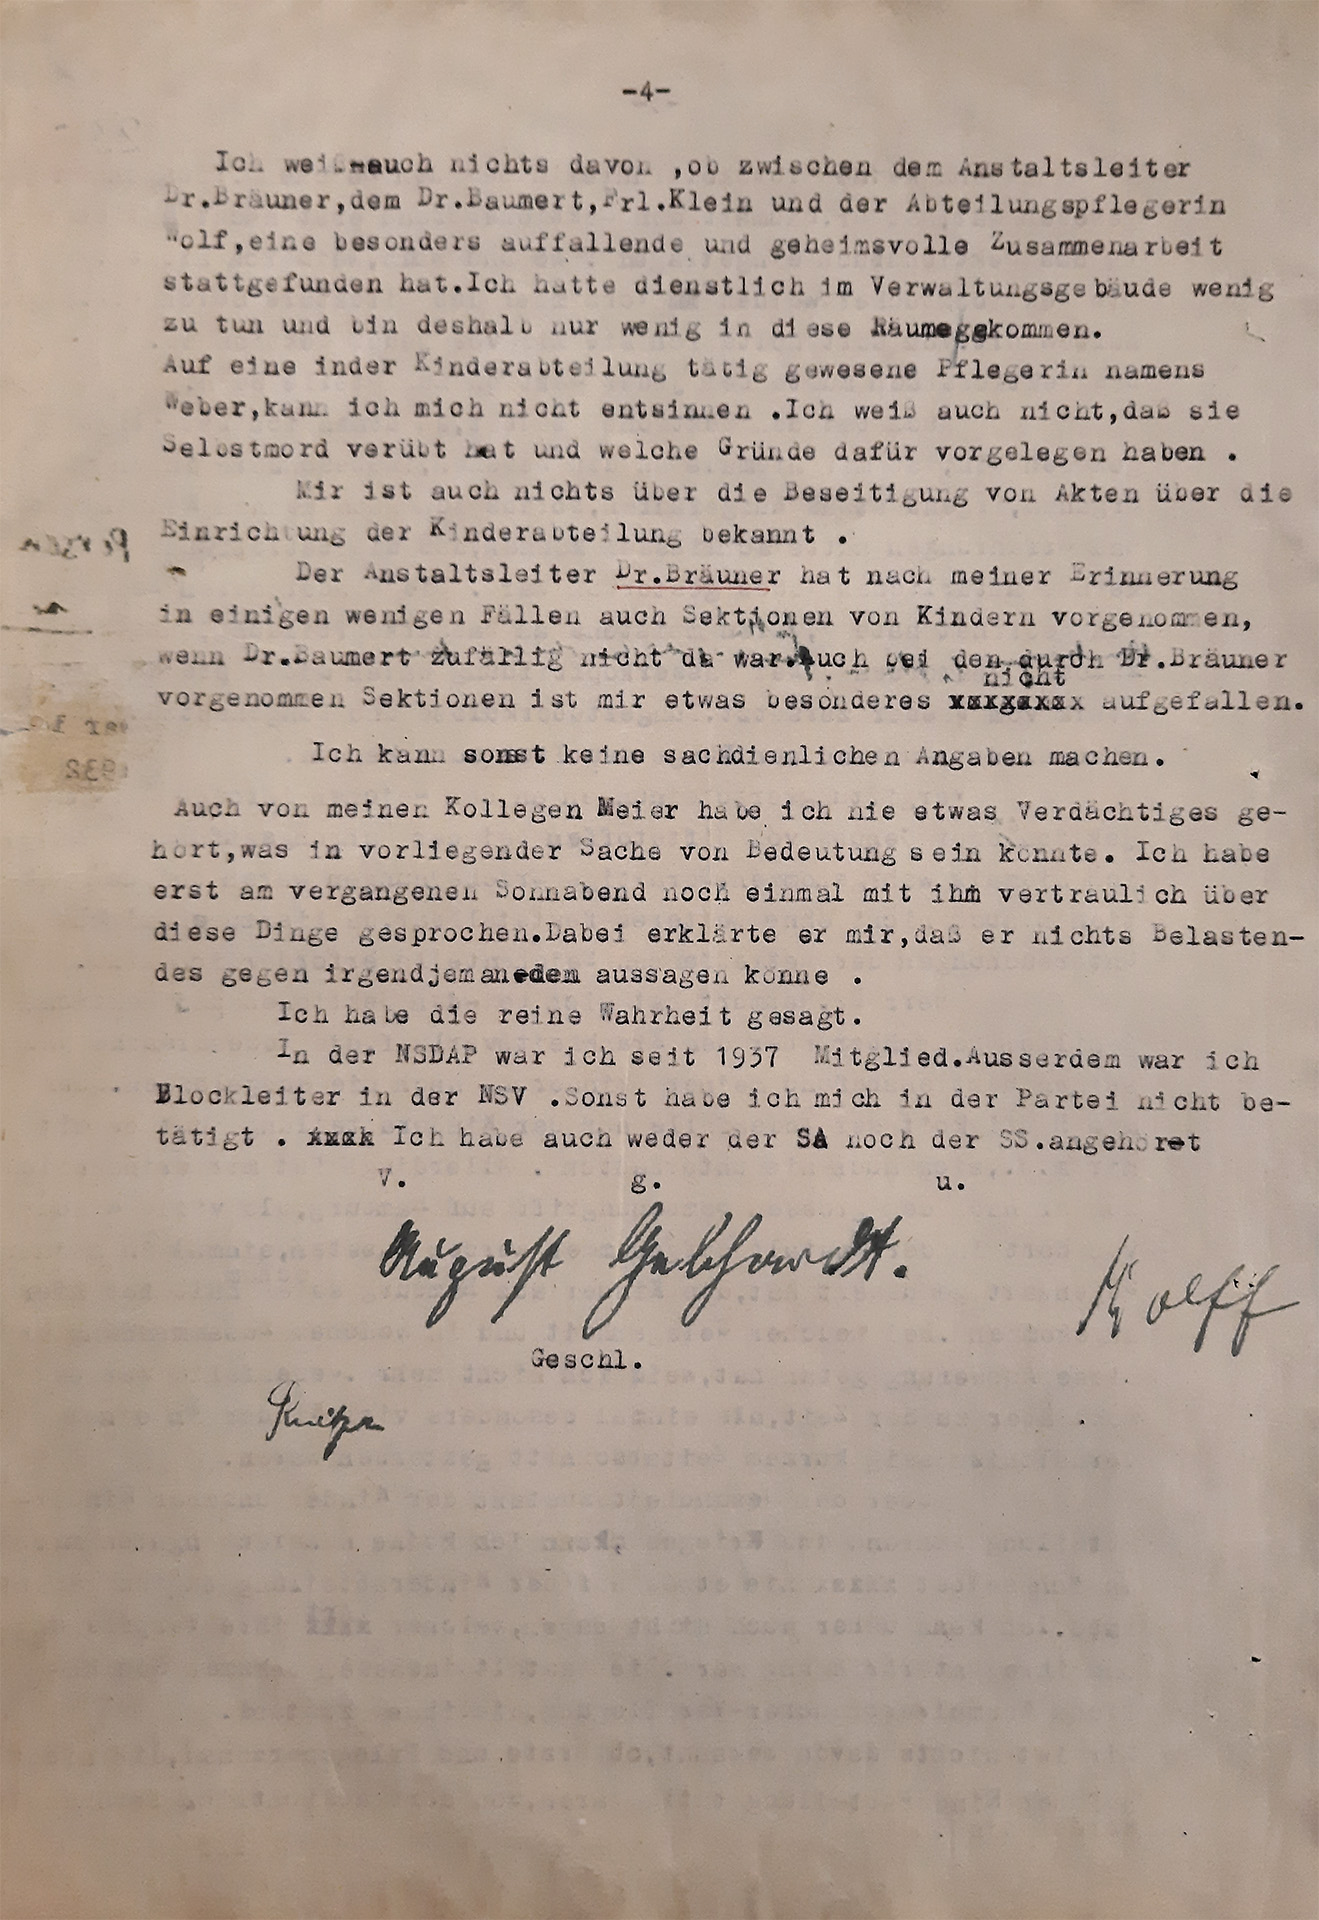 -4-
Ich weiß auch nichts davon ,ob zwischen dem Anstaltsleiter
Dr.Bräuner,dem Dr.Baumert,Frl.Klein und der Abteilungspflegerin
Wolf,eine besonders auffallende und geheimsvolle Zusammenarbeit
stattgefunden hat.Ich hatte dienstlich im Verwaltungsgebäude wenig
zu tun und bin deshalb nur wenig in diese Räume gekommen.
Auf eine inder Kinderabteilung tätig gewesene Pflegerin namens
Weber,kann ich mich nicht entsinnen .Ich weiß auch nicht,daß sie
Selbstmord verübt hat und welche Gründe dafür vorgelegen haben .
Mir ist auch nichts über die Beseitigung von Akten über die
Einrichtung der Kinderabteilung bekannt .
Der Anstaltsleiter Dr.Bräuner hat nach meiner Erinnerung
in einigen wenigen Fällen auch Sektionen von Kindern vorgenommen,
wenn Dr.Baumert zufällig nicht da war.Auch bei den durch Dr.Bräuner
nicht
vorgenommen Sektionen ist mir etwas besonderes xxxxxxxx aufgefallen.
Ich kann sonst keine sachdienlichen Angaben machen.
Auch von meinen Kollegen Meier habe ich nie etwas Verdächtiges ge-
hört,was in vorliegender Sache von Bedeutung sein könnte. Ich habe
erst am vergangenen Sonnabend noch einmal mit ihm vertraulich über
diese Dinge gesprochen.Dabei erklärte er mir,daß er nichts Belasten-
des gegen irgendjemanedem aussagen könne .
Ich habe die reine Wahrheit gesagt.
In der NSDAP war ich seit 1937 Mitglied.Ausserdem war ich
Blockleiter in der NSV .Sonst habe ich mich in der Partei nicht be-
tätigt . xxxx Ich habe auch weder der SA noch der SS.angehöret
V. g. u.
August Gebhardt.
Geschl.